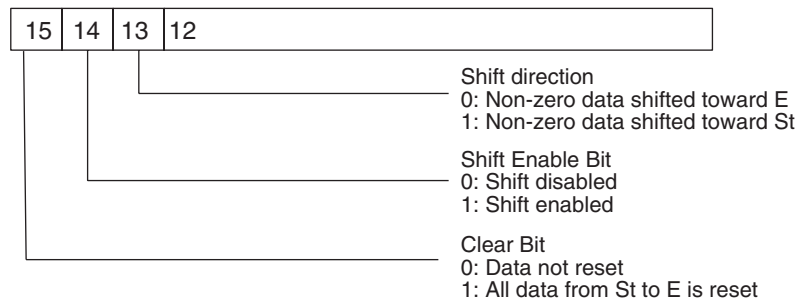 15 14 13 12
Shift direction
0: Non-zero data shifted toward E
1: Non-zero data shifted toward St
Shift Enable Bit
0: Shift disabled
1: Shift enabled
Clear Bit
0: Data not reset
1: All data from St to E is reset